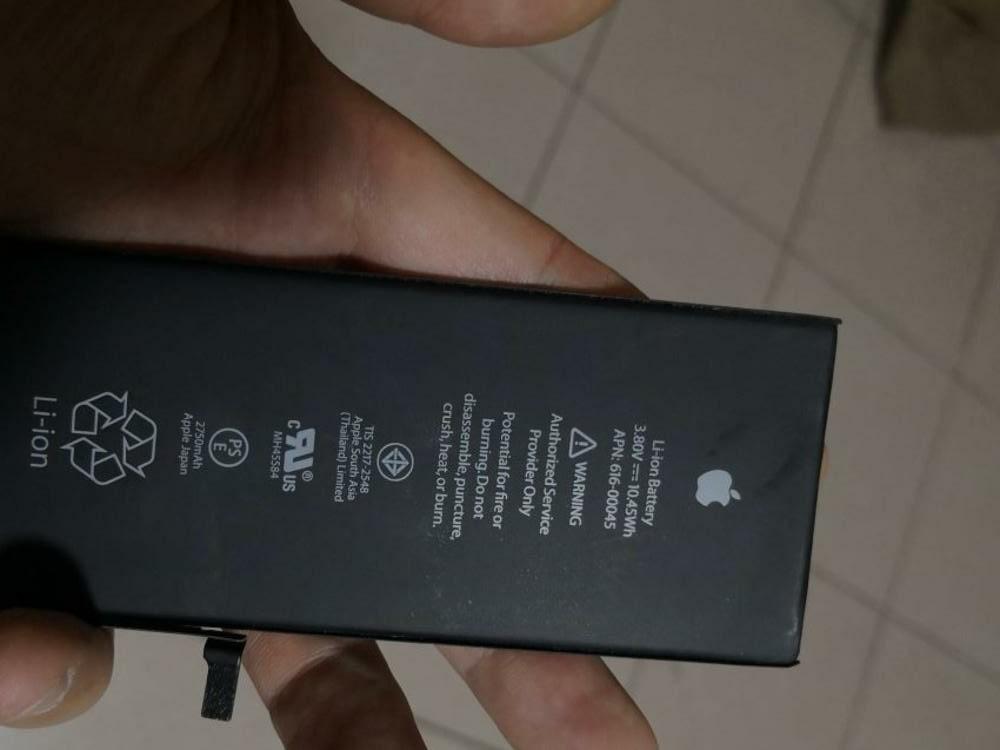 Li-ion Battery
3.80V ⎓ 10.45Wh
APN: 616-00045
WARNING
Authorized Service
Provider Only
Potential for fire or
burning. Do not
disassemble, puncture,
crush, heat, or burn.
TIS 2217-2548
Apple South Asia
(Thailand) Limited
c RU US ®
MH45584
PS
E
2750mAh
Apple Japan
Li-ion